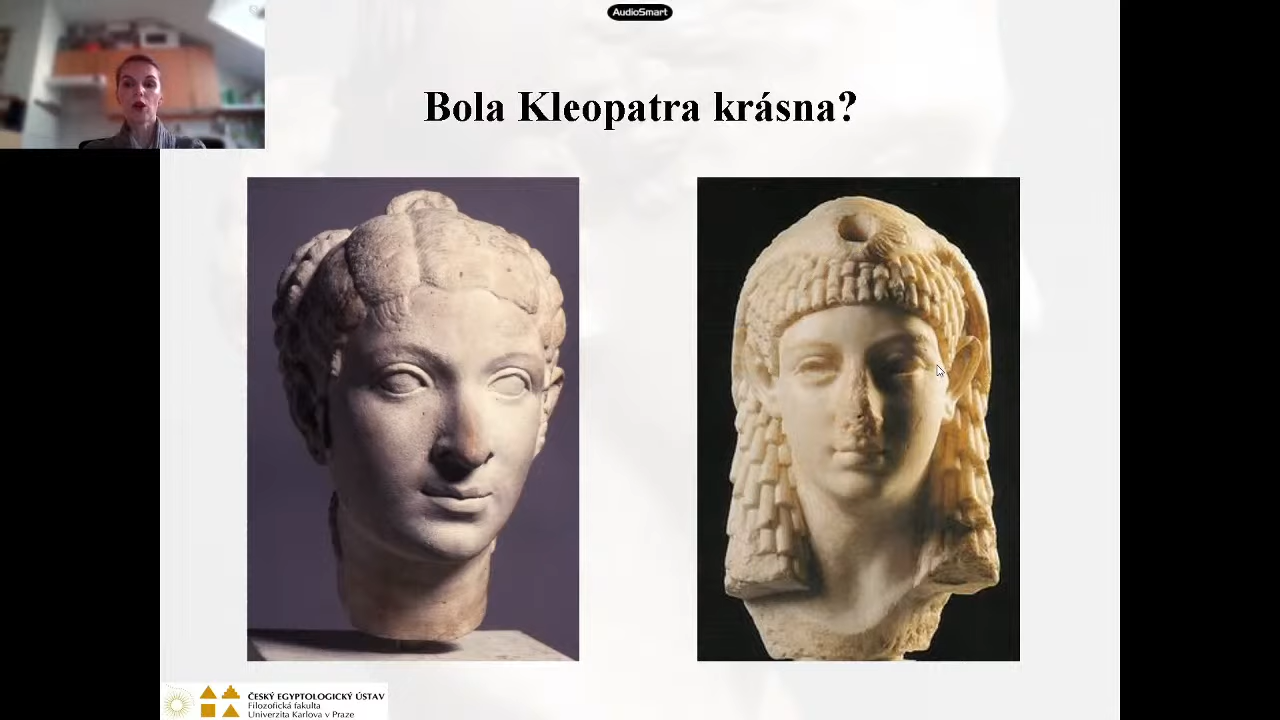 AudioSmart
Bola Kleopatra krásna?
ČESKÝ EGYPTOLOGICKÝ ÚSTAV
Filozofická fakulta
Univerzita Karlova v Praze